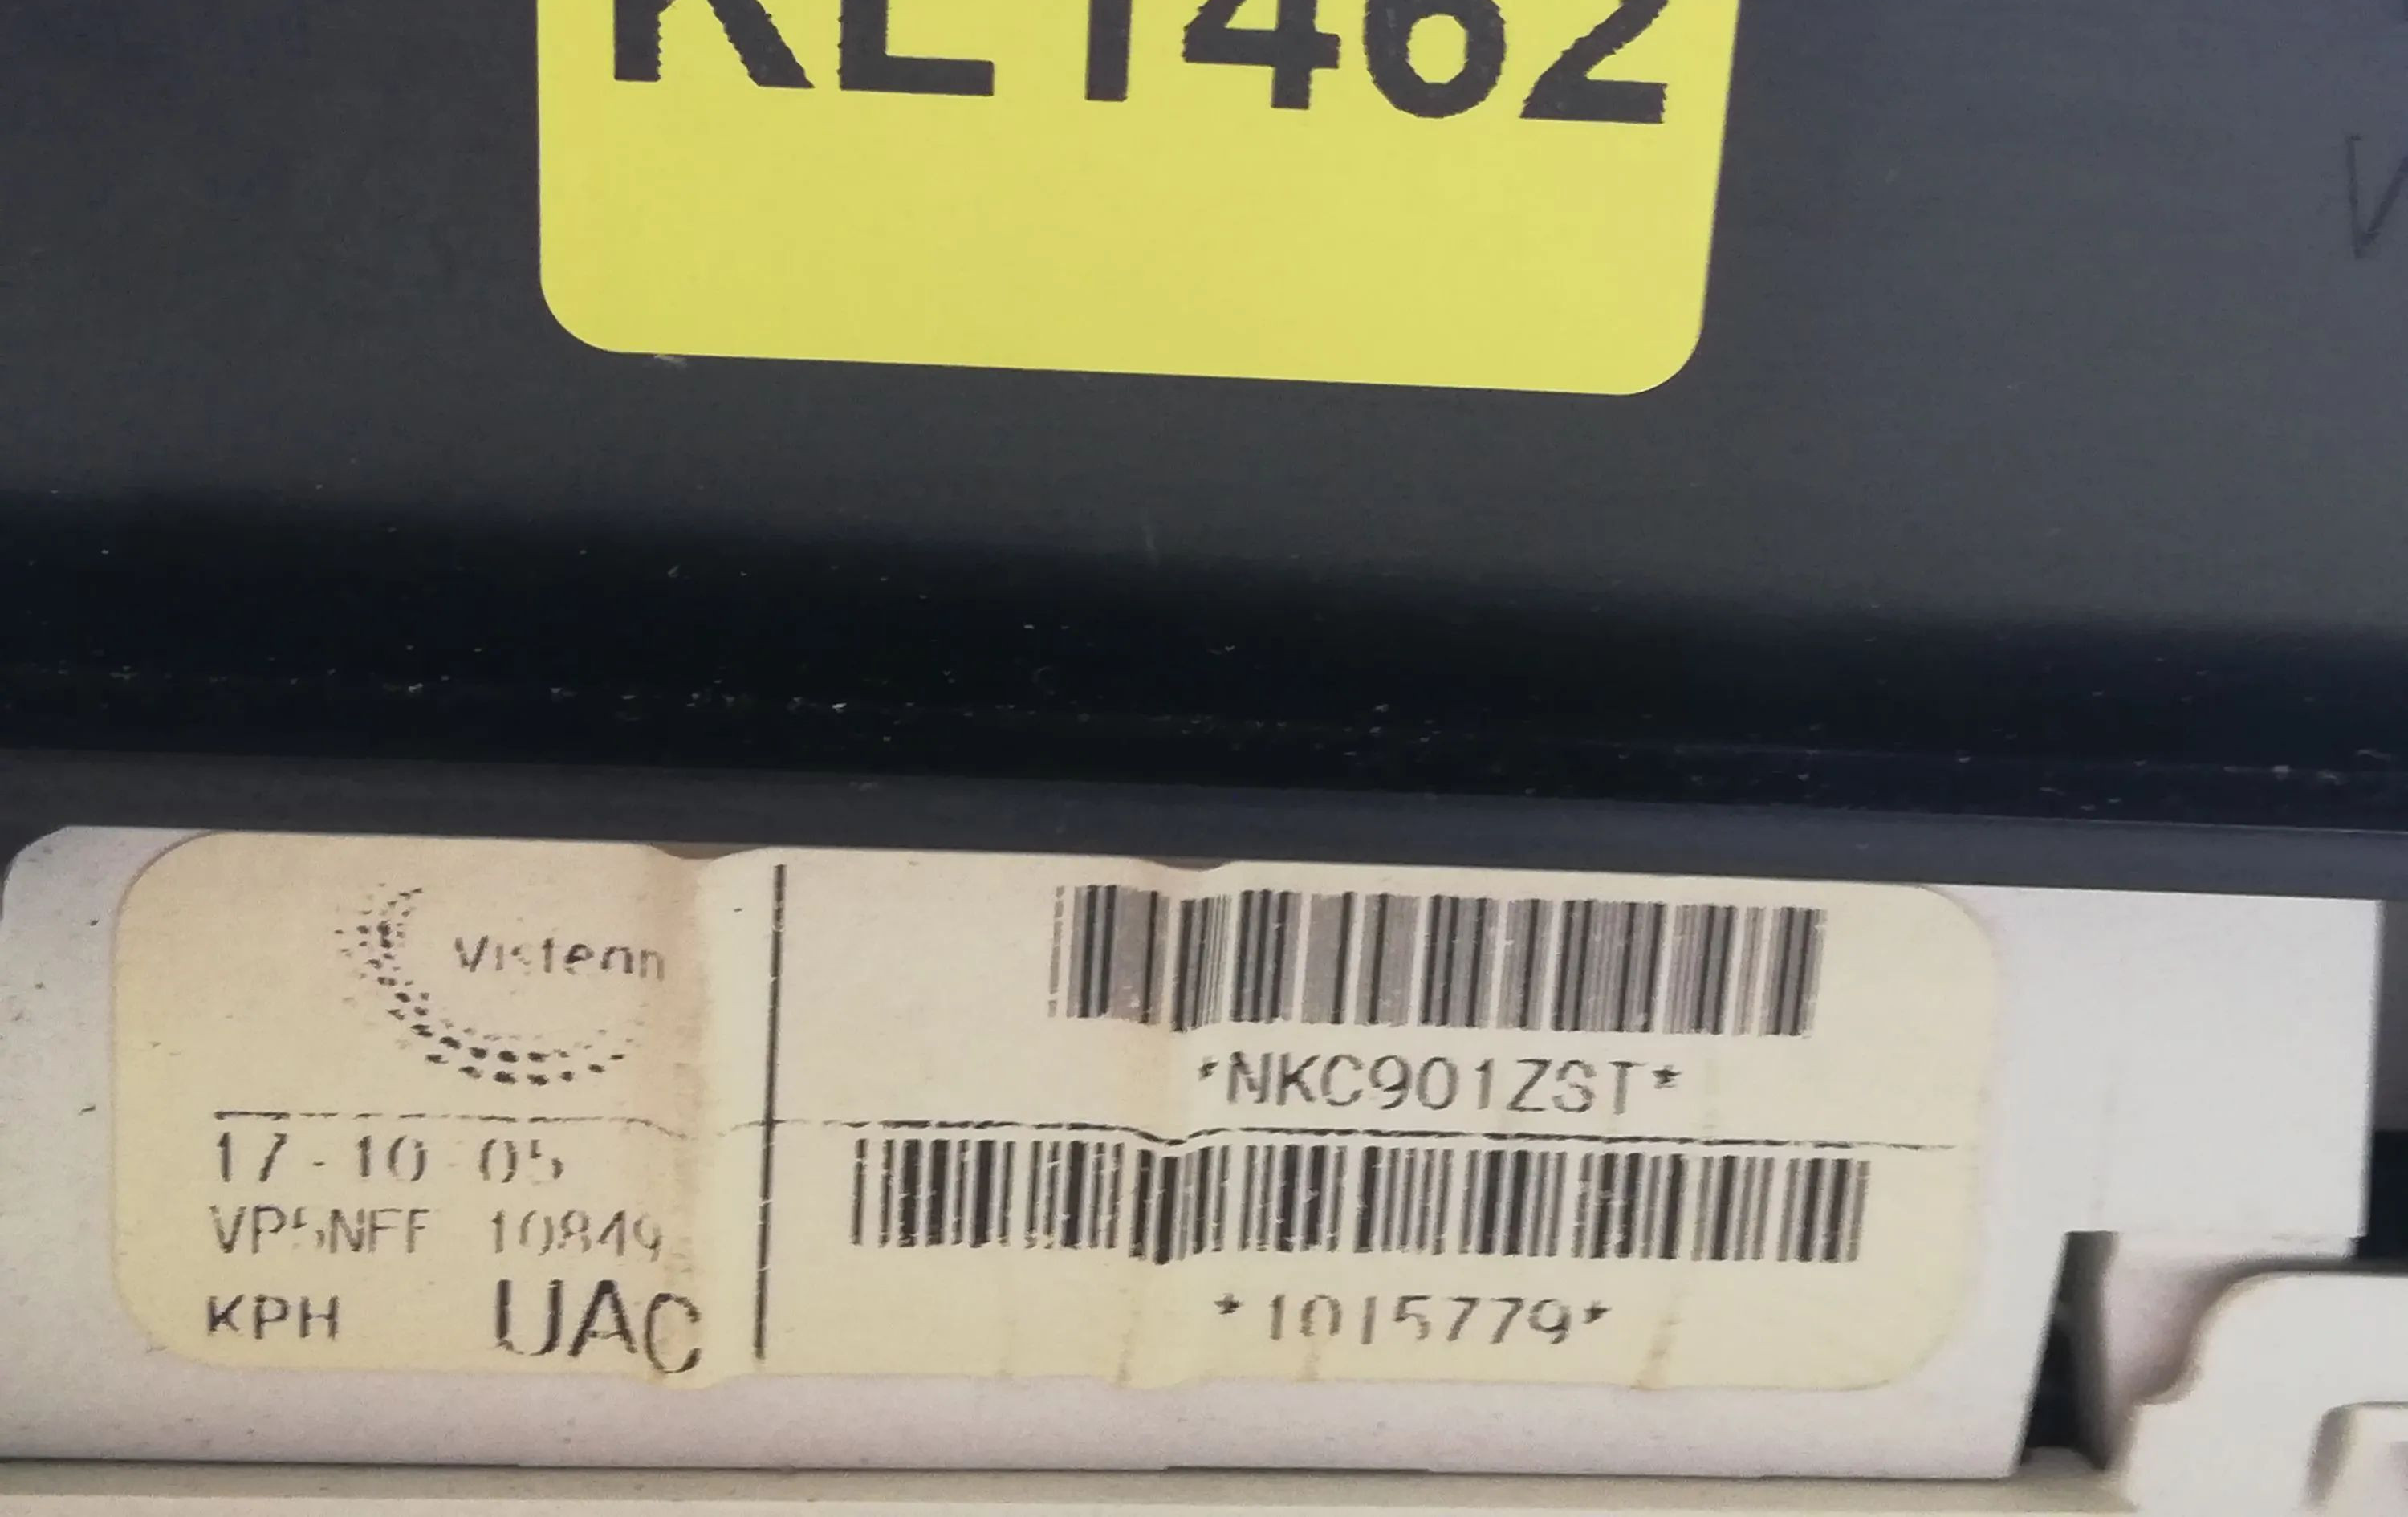 KL1462
Visteon
*NKC901ZST*
17-10-05
VP5NFF 10849
KPH UAC
*1015779*